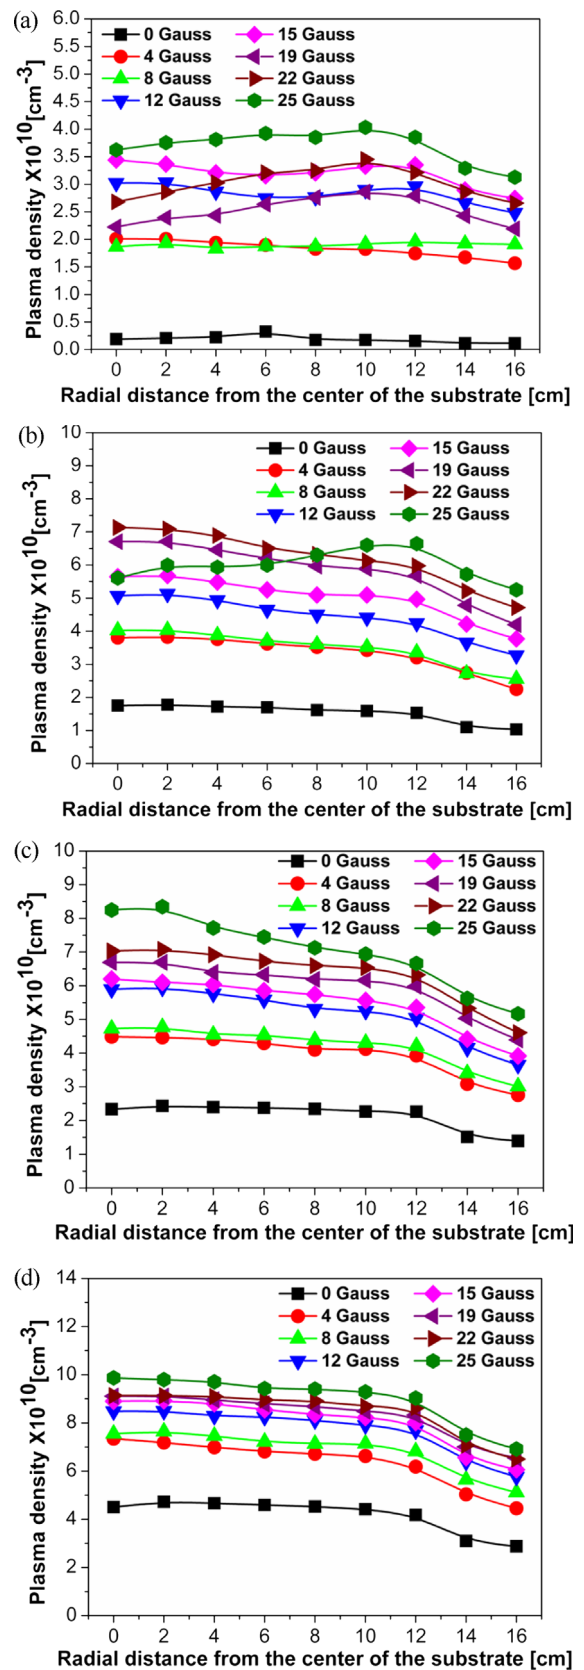 (a)
6.0
5.5
5.0
4.5
4.0
3.5
3.0
2.5
2.0
1.5
1.0
0.5
0.0
Plasma density X10^10[cm^-3]
0 Gauss 15 Gauss
4 Gauss 19 Gauss
8 Gauss 22 Gauss
12 Gauss 25 Gauss
0 2 4 6 8 10 12 14 16
Radial distance from the center of the substrate [cm]
(b)
10
9
8
7
6
5
4
3
2
1
0
Plasma density X10^10[cm^-3]
0 Gauss 15 Gauss
4 Gauss 19 Gauss
8 Gauss 22 Gauss
12 Gauss 25 Gauss
0 2 4 6 8 10 12 14 16
Radial distance from the center of the substrate [cm]
(c)
10
9
8
7
6
5
4
3
2
1
0
Plasma density X10^10[cm^-3]
0 Gauss 15 Gauss
4 Gauss 19 Gauss
8 Gauss 22 Gauss
12 Gauss 25 Gauss
0 2 4 6 8 10 12 14 16
Radial distance from the center of the substrate [cm]
(d)
14
12
10
8
6
4
2
0
Plasma density X10^10[cm^-3]
0 Gauss 15 Gauss
4 Gauss 19 Gauss
8 Gauss 22 Gauss
12 Gauss 25 Gauss
0 2 4 6 8 10 12 14 16
Radial distance from the center of the substrate [cm]